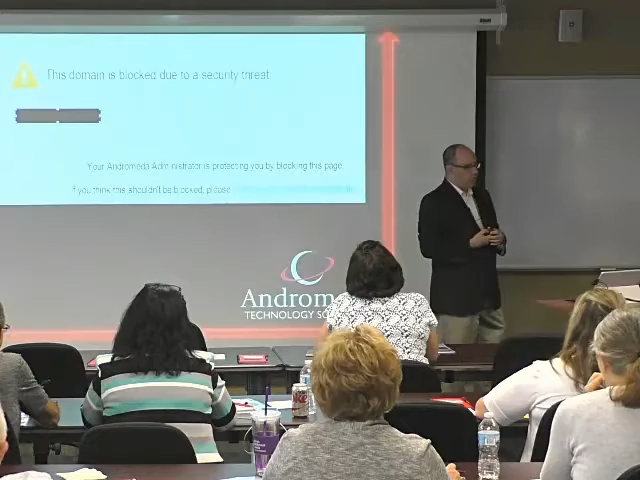 This domain is blocked due to a security threat.
Your Andromeda Administrator is protecting you by blocking this page.
If you think this shouldn't be blocked, please
Androm
TECHNOLOGY SO